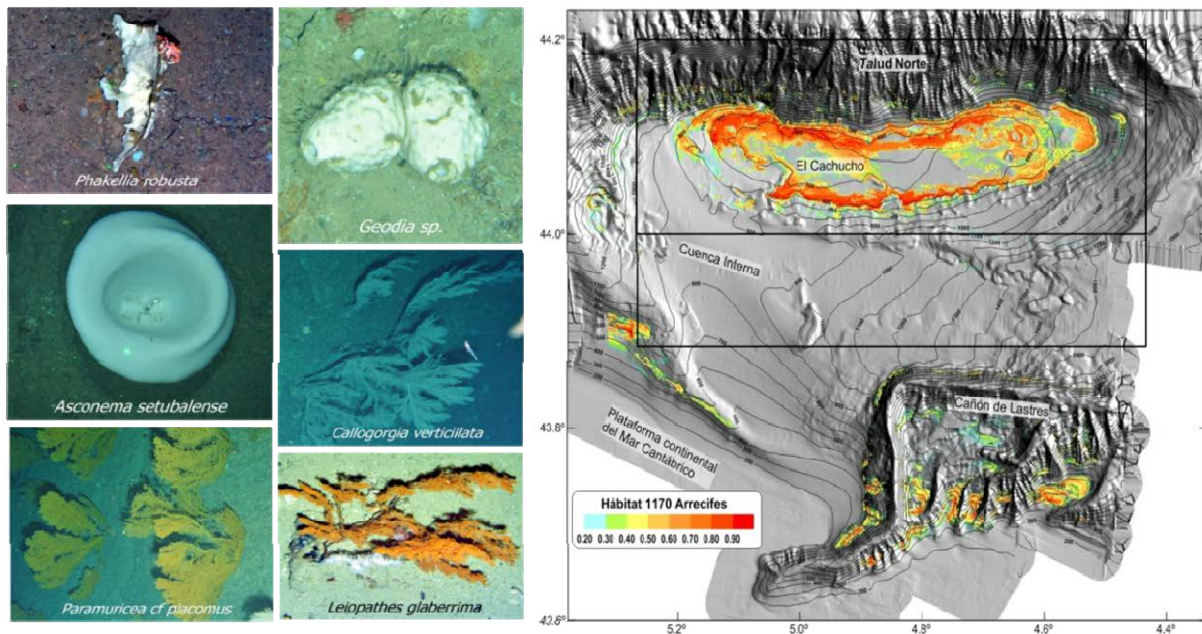 Phakellia robusta
Geodia sp.
Asconema setubalense
Callogorgia verticillata
Paramuricea cf placomus
Leiopathes glaberrima
44.2
44.0
43.8
43.6
Talud Norte
El Cachucho
Cuenca Interna
Cañón de Lastres
Plataforma continental
del Mar Cantábrico
Hábitat 1170 Arrecifes
0.20 0.30 0.40 0.50 0.60 0.70 0.80 0.90
5.2 5.0 4.8 4.6 4.4